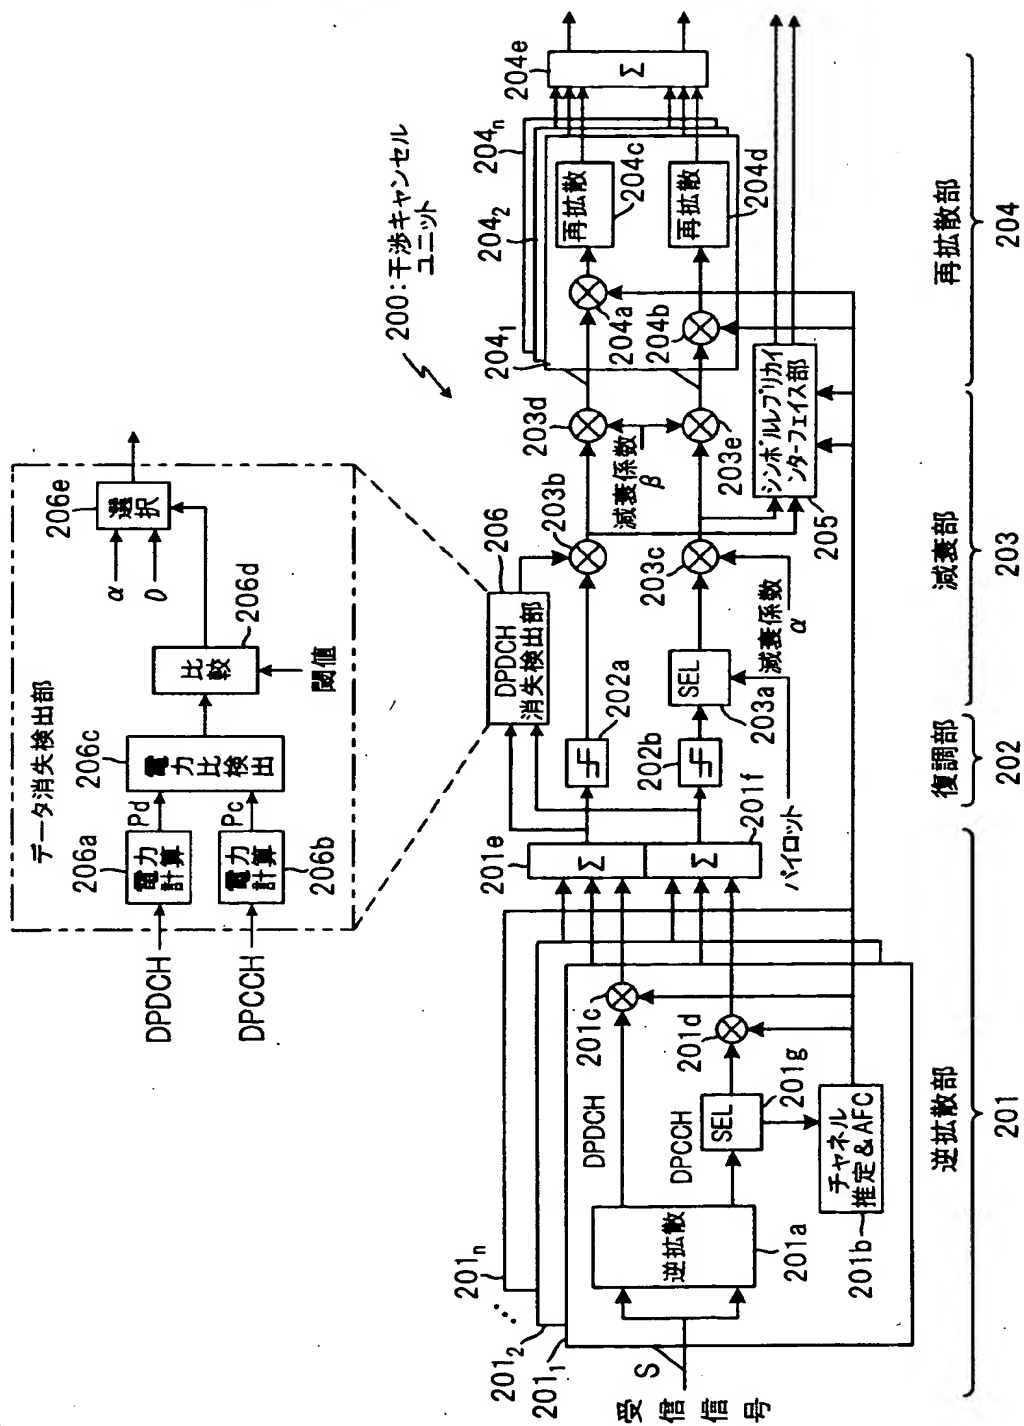 データ消失検出部
DPDCH
DPCCH
206a
電力計算
Pd
206b
電力計算
Pc
206c
電力比検出
206d
比較
閾値
206e
選択
α
0
200:干渉キャンセル
ユニット
受信信号
S
201₁
201₂
⋯
201ₙ
逆拡散
201a
DPDCH
DPCCH
SEL
201g
201c
201d
チャネル
推定&AFC
201b
201e
Σ
Σ
201f
202a
202b
パイロット
206
DPDCH
消失検出部
SEL
203a
203b
203c
減衰係数
α
203d
減衰係数
β
203e
シンボルレプリカイ
ンターフェイス部
205
204₁
204₂
204ₙ
204a
204b
再拡散
204c
再拡散
204d
204e
Σ
逆拡散部
201
復調部
202
減衰部
203
再拡散部
204